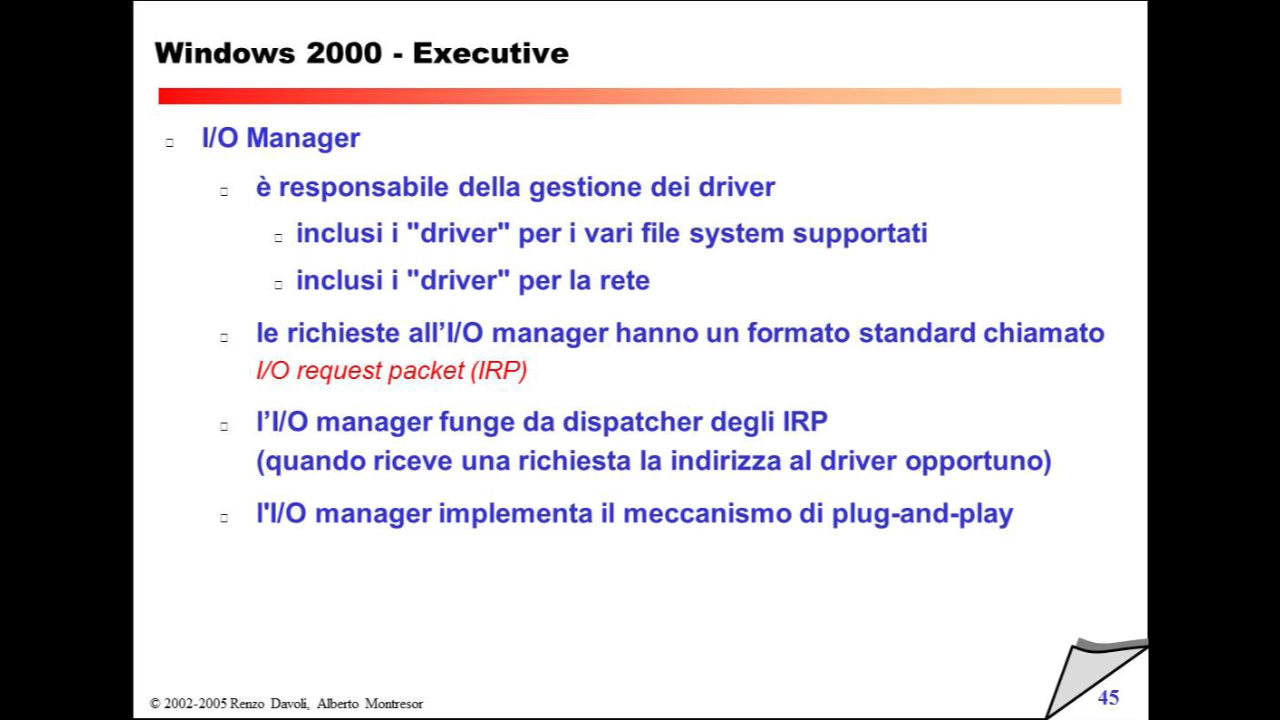 Windows 2000 - Executive
I/O Manager
è responsabile della gestione dei driver
inclusi i "driver" per i vari file system supportati
inclusi i "driver" per la rete
le richieste all’I/O manager hanno un formato standard chiamato
I/O request packet (IRP)
l’I/O manager funge da dispatcher degli IRP
(quando riceve una richiesta la indirizza al driver opportuno)
l'I/O manager implementa il meccanismo di plug-and-play
© 2002-2005 Renzo Davoli, Alberto Montresor
45